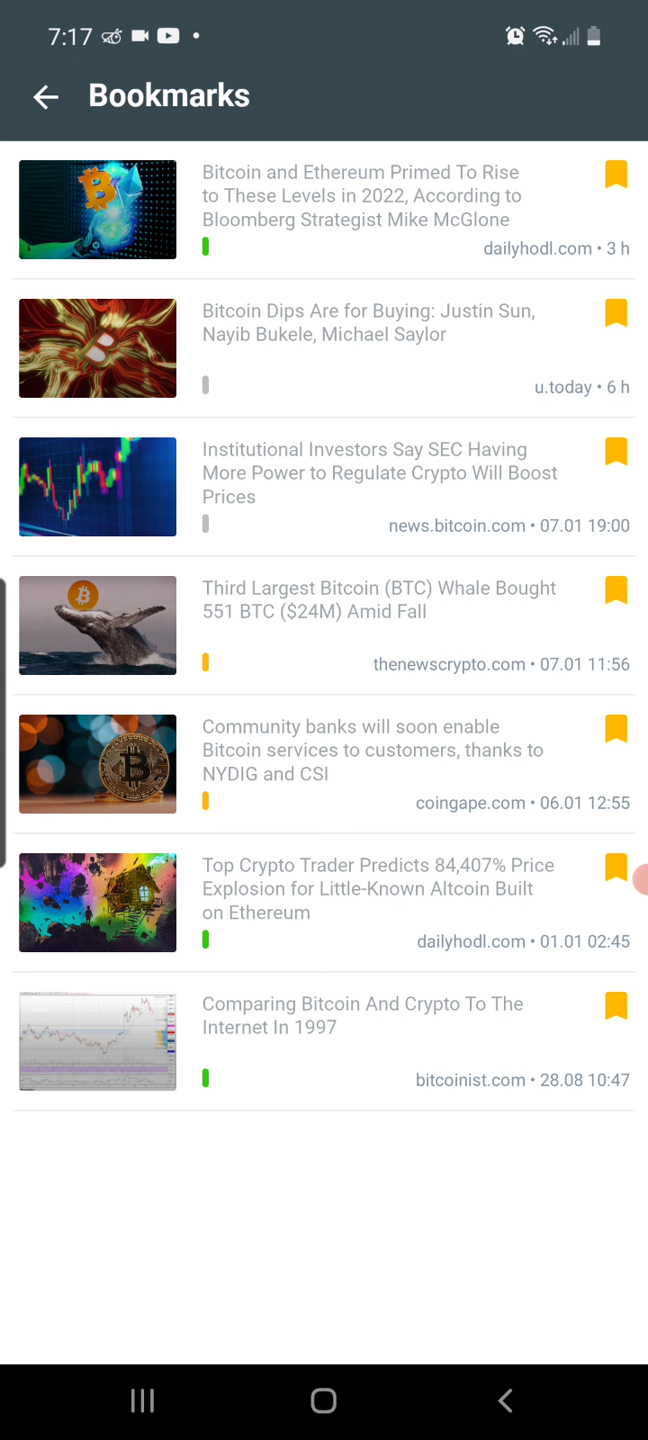 7:17
Bookmarks
Bitcoin and Ethereum Primed To Rise
to These Levels in 2022, According to
Bloomberg Strategist Mike McGlone
dailyhodl.com • 3 h
Bitcoin Dips Are for Buying: Justin Sun,
Nayib Bukele, Michael Saylor
u.today • 6 h
Institutional Investors Say SEC Having
More Power to Regulate Crypto Will Boost
Prices
news.bitcoin.com • 07.01 19:00
Third Largest Bitcoin (BTC) Whale Bought
551 BTC ($24M) Amid Fall
thenewscrypto.com • 07.01 11:56
Community banks will soon enable
Bitcoin services to customers, thanks to
NYDIG and CSI
coingape.com • 06.01 12:55
Top Crypto Trader Predicts 84,407% Price
Explosion for Little-Known Altcoin Built
on Ethereum
dailyhodl.com • 01.01 02:45
Comparing Bitcoin And Crypto To The
Internet In 1997
bitcoinist.com • 28.08 10:47